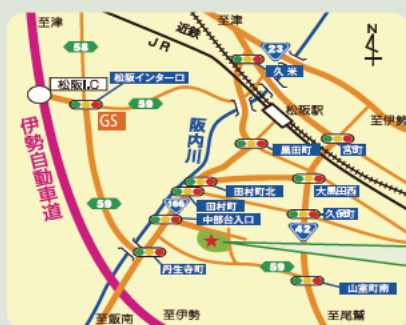 至津
至津
近鉄
N
JR
58
23
久米
松阪I.C
松阪インター口
59
松阪駅
GS
阪内川
至伊勢
黒田町
宮町
伊勢自動車道
田村町北
大黒田西
166
田村町
59
中部台入口
久保町
42
丹生寺町
59
山室町南
至飯南
至伊勢
至尾鷲